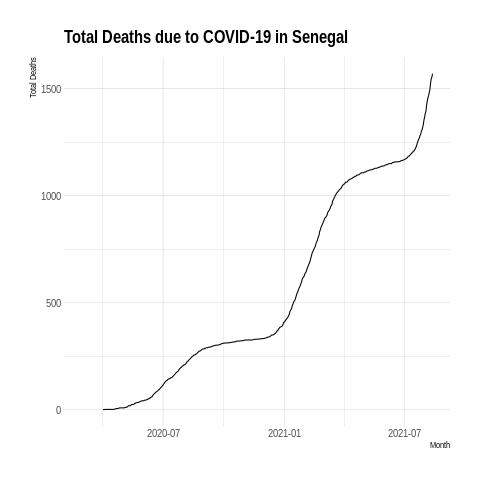 Total Deaths due to COVID-19 in Senegal
Total Deaths
1500
1000
500
0
2020-07
2021-01
2021-07
Month